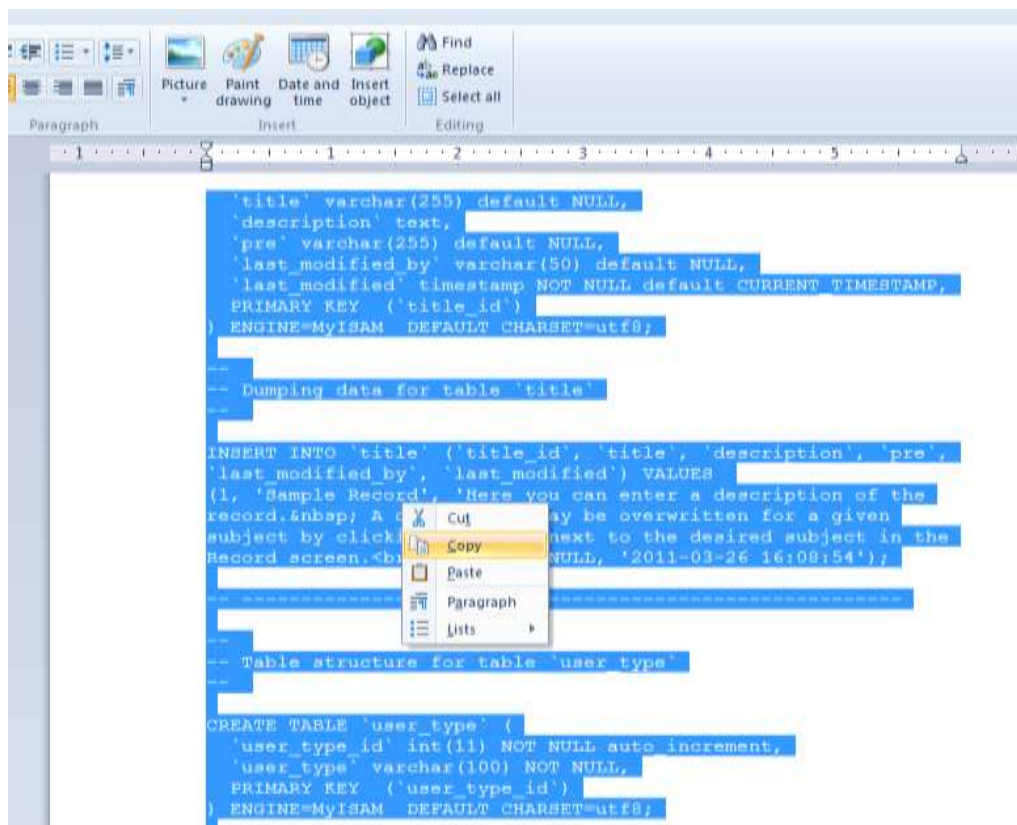 Find
Replace
Select all
Picture
Paint drawing
Date and time
Insert object
Paragraph
Insert
Editing
1 1 2 3 4 5
`title` varchar(255) default NULL,
`description` text,
`pre` varchar(255) default NULL,
`last_modified_by` varchar(50) default NULL,
`last_modified` timestamp NOT NULL default CURRENT_TIMESTAMP,
PRIMARY KEY (`title_id`)
) ENGINE=MyISAM DEFAULT CHARSET=utf8;
--
-- Dumping data for table `title`
--
INSERT INTO `title` (`title_id`, `title`, `description`, `pre`,
`last_modified_by`, `last_modified`) VALUES
(1, 'Sample Record', 'Here you can enter a description of the
record.&nbsp; A ay be overwritten for a given
subject by click next to the desired subject in the
Record screen.<b NULL, '2011-03-26 16:08:54');
-- --------------------------------------------------------
--
-- Table structure for table `user_type`
--
CREATE TABLE `user_type` (
`user_type_id` int(11) NOT NULL auto_increment,
`user_type` varchar(100) NOT NULL,
PRIMARY KEY (`user_type_id`)
) ENGINE=MyISAM DEFAULT CHARSET=utf8;
Cut
Copy
Paste
Paragraph
Lists